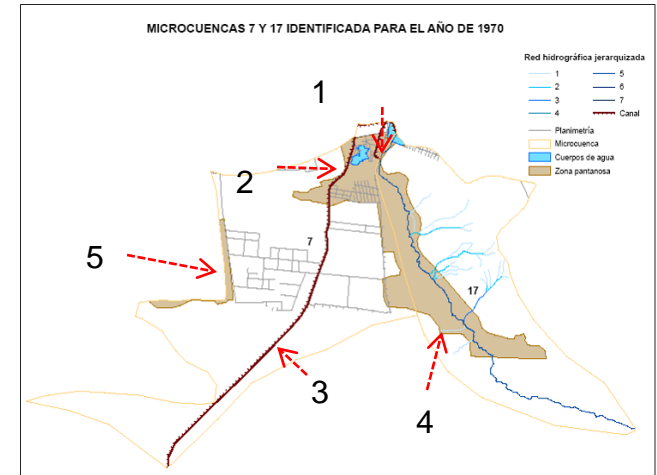 MICROCUENCAS 7 Y 17 IDENTIFICADA PARA EL AÑO DE 1970
Red hidrográfica jerarquizada
1 5
2 6
3 7
4 Canal
Planimetría
Microcuenca
Cuerpos de agua
Zona pantanosa
1
2
7
5
17
3
4